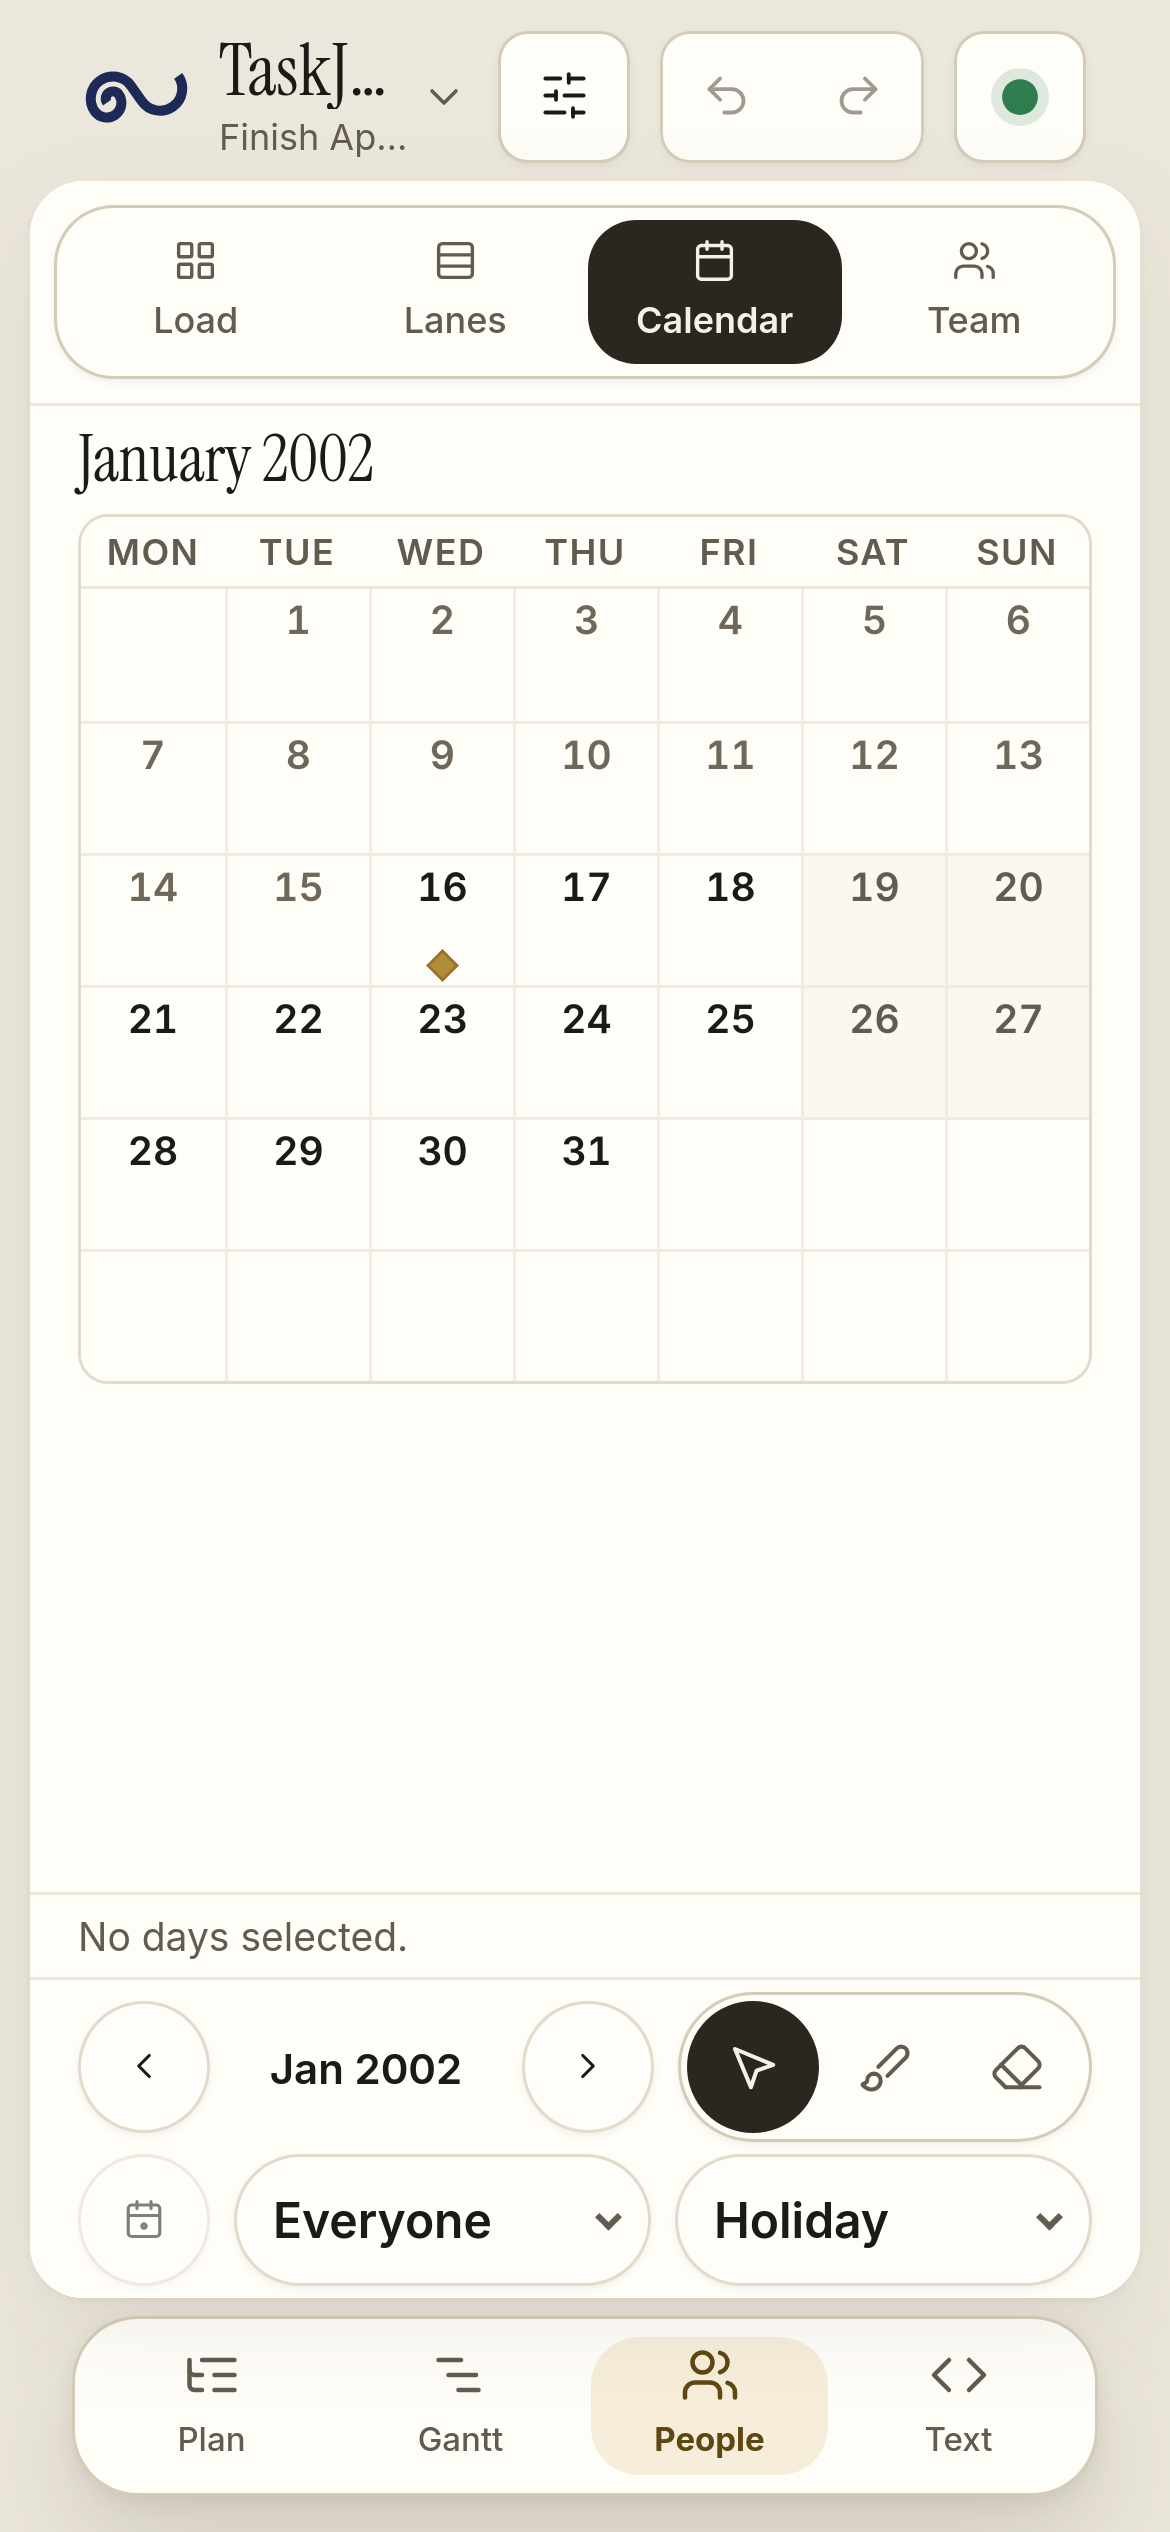 TaskJ...
Finish Ap...
Load Lanes Calendar Team
January 2002
MON TUE WED THU FRI SAT SUN
1 2 3 4 5 6
7 8 9 10 11 12 13
14 15 16 17 18 19 20
21 22 23 24 25 26 27
28 29 30 31
No days selected.
Jan 2002
Everyone Holiday
Plan Gantt People Text